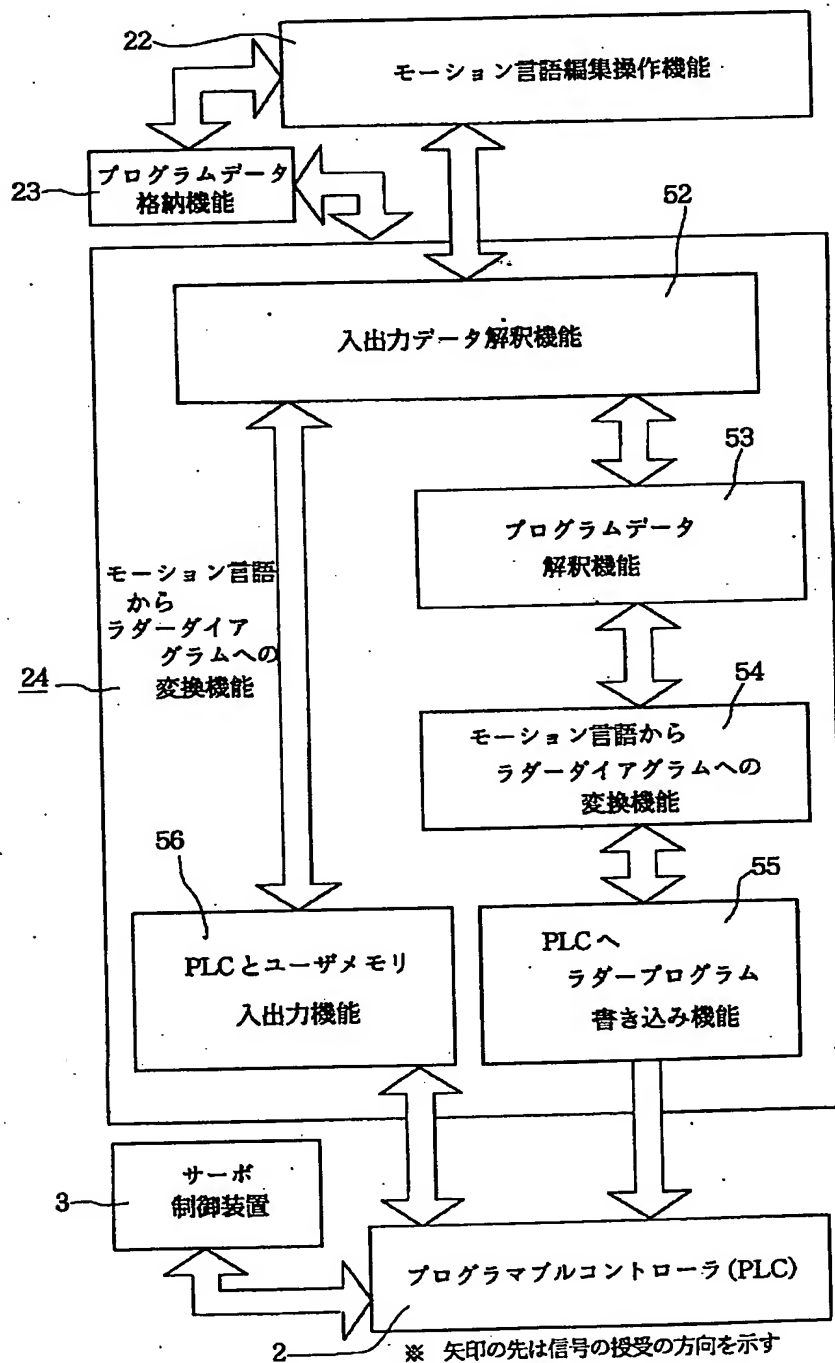 22
モーション言語編集操作機能
23
プログラムデータ
格納機能
52
入出力データ解釈機能
53
プログラムデータ
解釈機能
モーション言語
から
ラダーダイア
グラムへの
変換機能
24
54
モーション言語から
ラダーダイアグラムへの
変換機能
56
PLCとユーザメモリ
入出力機能
55
PLCへ
ラダープログラム
書き込み機能
サーボ
制御装置
3
プログラマブルコントローラ(PLC)
2
※ 矢印の先は信号の授受の方向を示す